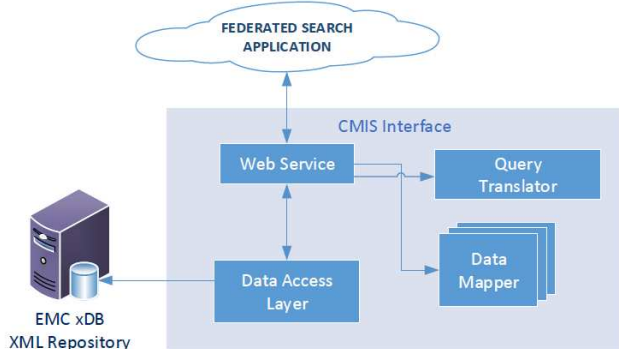 FEDERATED SEARCH
APPLICATION
CMIS Interface
Web Service
Query
Translator
Data Access
Layer
Data
Mapper
EMC xDB
XML Repository